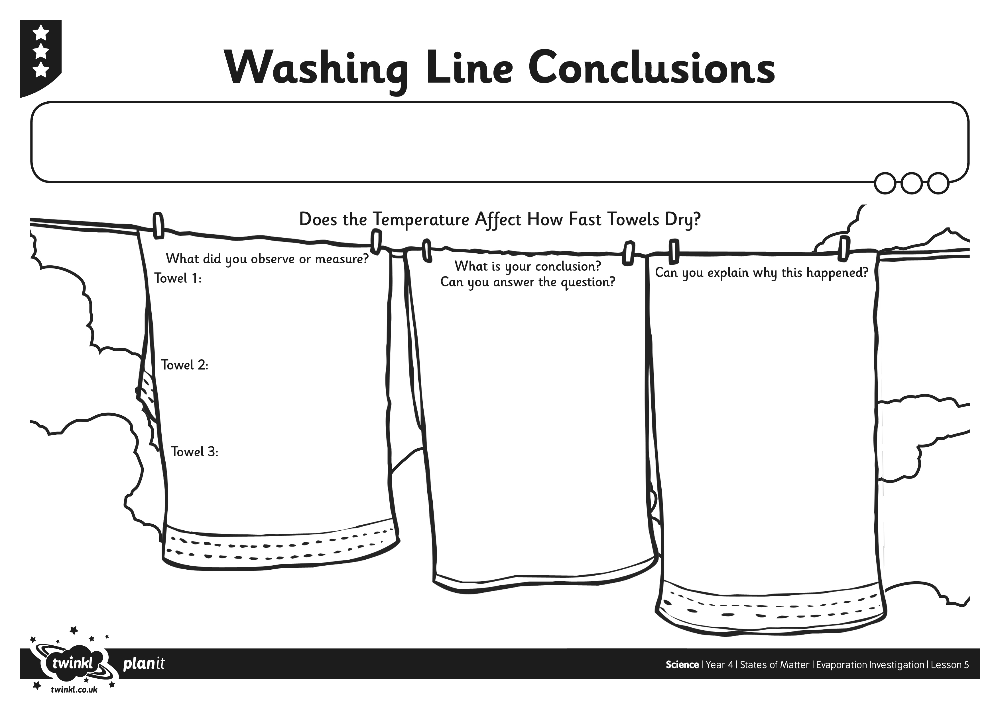 Washing Line Conclusions
Does the Temperature Affect How Fast Towels Dry?
What did you observe or measure?
Towel 1:
Towel 2:
Towel 3:
What is your conclusion?
Can you answer the question?
Can you explain why this happened?
twinkl
planit
twinkl.co.uk
Science | Year 4 | States of Matter | Evaporation Investigation | Lesson 5